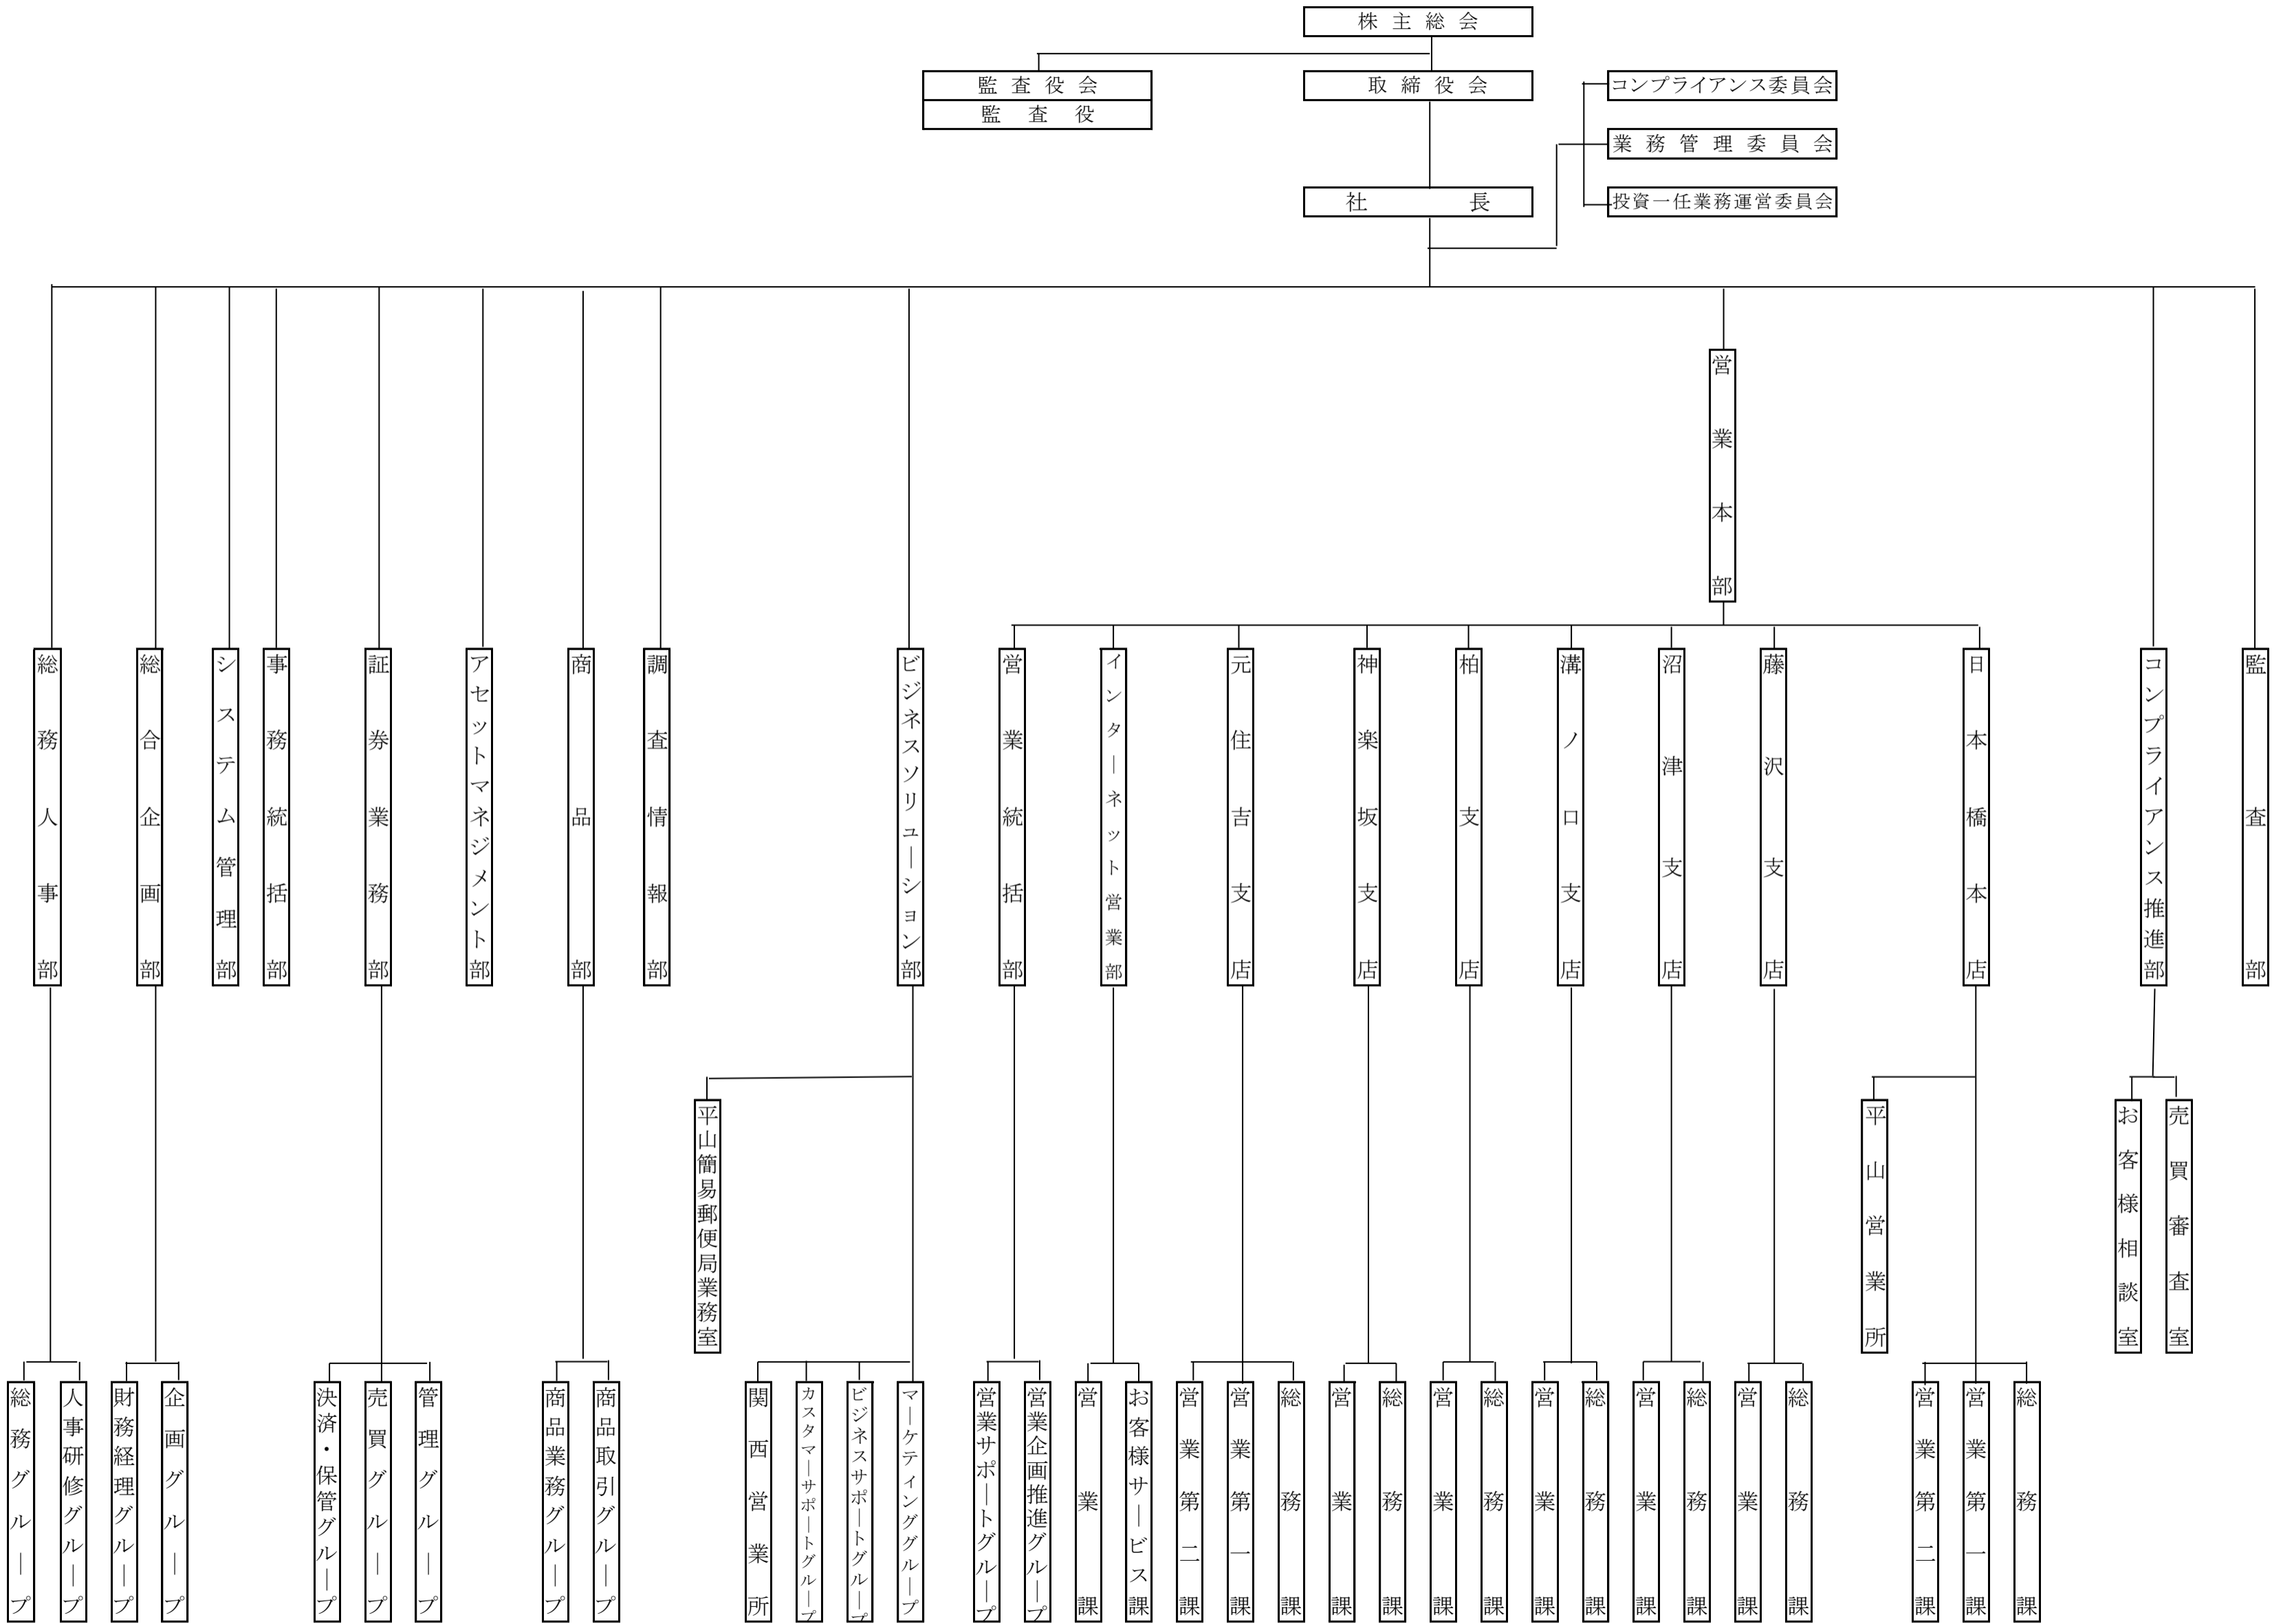 株主総会
監査役会
監査役
取締役会
コンプライアンス委員会
業務管理委員会
投資一任業務運営委員会
社長
営業本部
総務人事部
総合企画部
システム管理部
事務統括部
証券業務部
アセットマネジメント部
商品部
調査情報部
ビジネスソリューション部
営業統括部
インターネット営業部
元住吉支店
神楽坂支店
柏支店
溝ノ口支店
沼津支店
藤沢支店
日本橋本店
コンプライアンス推進部
監査部
平山簡易郵便局業務室
平山営業所
お客様相談室
売買審査室
総務グループ
人事研修グループ
財務経理グループ
企画グループ
決済・保管グループ
売買グループ
管理グループ
商品業務グループ
商品取引グループ
関西営業所
カスタマーサポートグループ
ビジネスサポートグループ
マーケティンググループ
営業サポートグループ
営業企画推進グループ
営業課
お客様サービス課
営業第二課
営業第一課
総務課
営業課
総務課
営業課
総務課
営業課
総務課
営業課
総務課
営業課
総務課
営業第二課
営業第一課
総務課